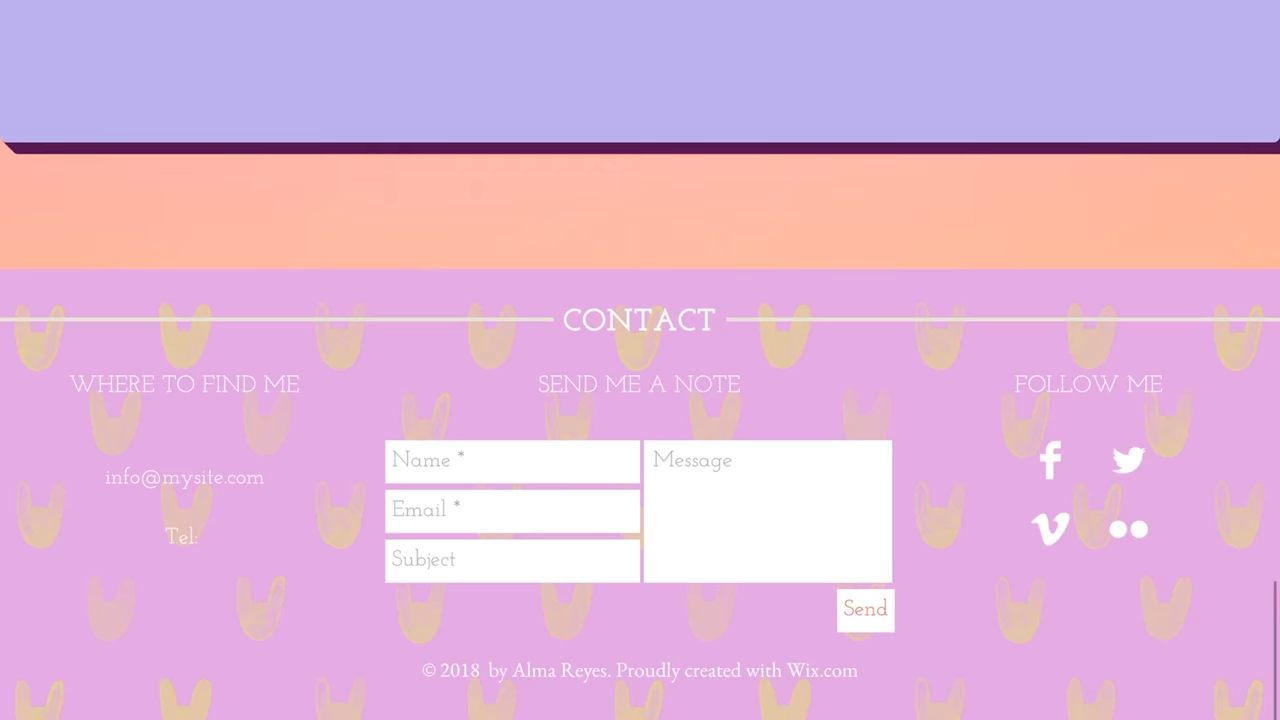 CONTACT
WHERE TO FIND ME
SEND ME A NOTE
FOLLOW ME
info@mysite.com
Tel:
Name *
Email *
Subject
Message
Send
© 2018 by Alma Reyes. Proudly created with Wix.com